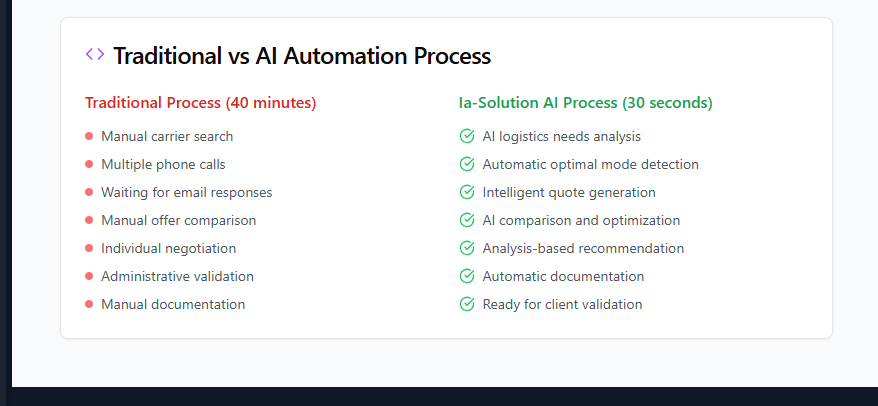 Traditional vs AI Automation Process
Traditional Process (40 minutes)
Manual carrier search
Multiple phone calls
Waiting for email responses
Manual offer comparison
Individual negotiation
Administrative validation
Manual documentation
Ia-Solution AI Process (30 seconds)
AI logistics needs analysis
Automatic optimal mode detection
Intelligent quote generation
AI comparison and optimization
Analysis-based recommendation
Automatic documentation
Ready for client validation